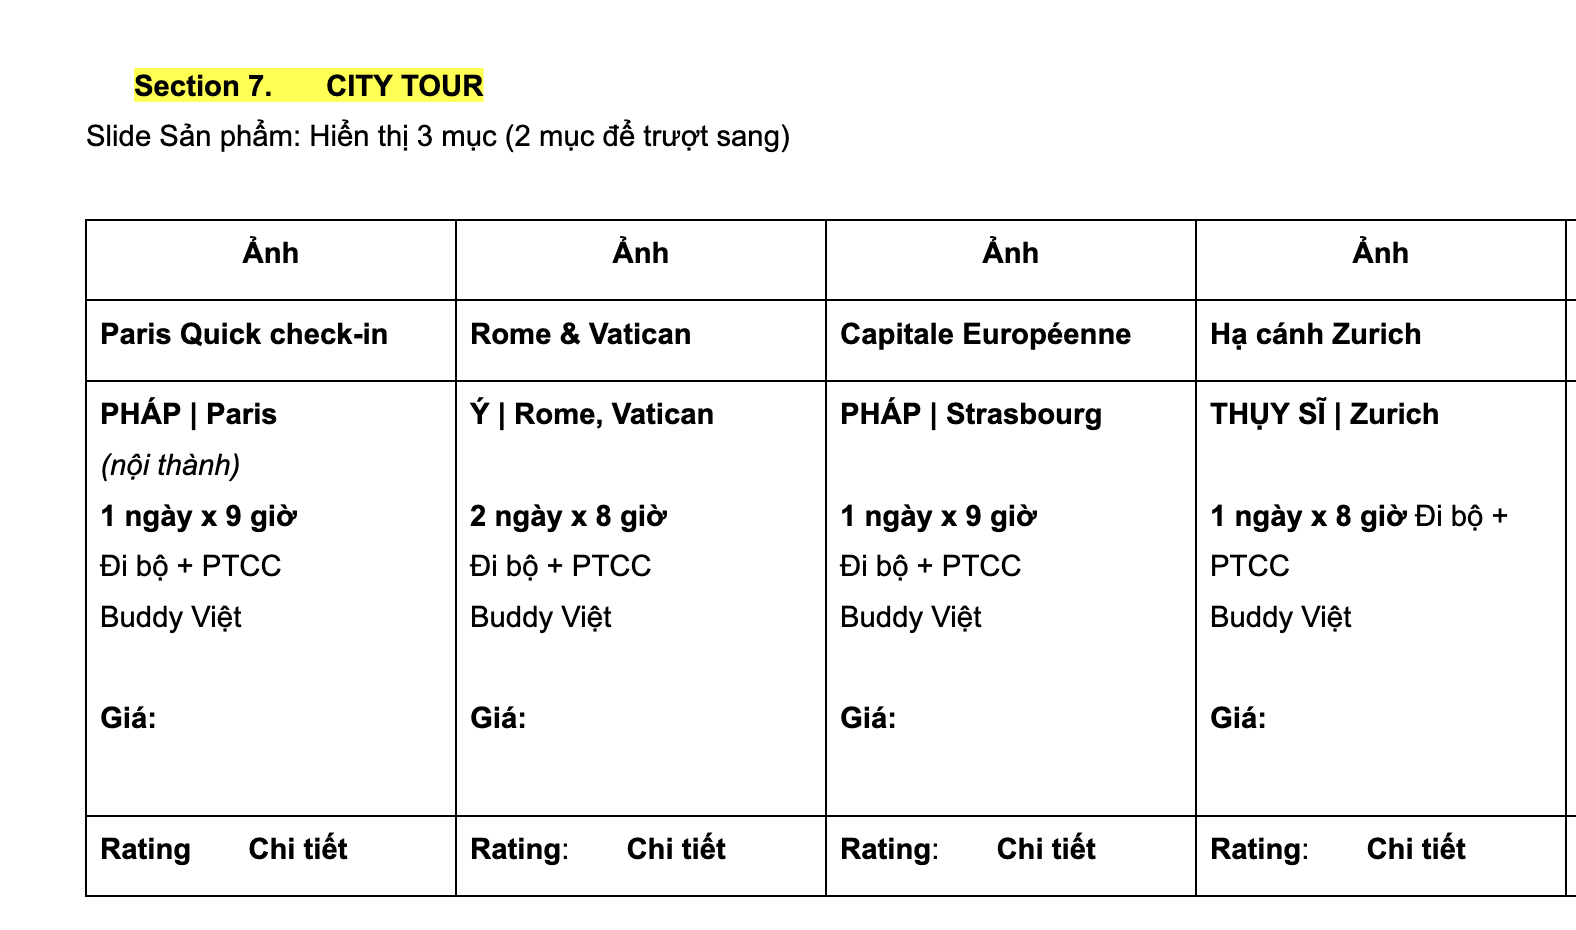 Section 7. CITY TOUR
Slide Sản phẩm: Hiển thị 3 mục (2 mục để trượt sang)
Ảnh
Ảnh
Ảnh
Ảnh
Paris Quick check-in
Rome & Vatican
Capitale Européenne
Hạ cánh Zurich
PHÁP | Paris
(nội thành)
1 ngày x 9 giờ
Đi bộ + PTCC
Buddy Việt
Giá:
Ý | Rome, Vatican
2 ngày x 8 giờ
Đi bộ + PTCC
Buddy Việt
Giá:
PHÁP | Strasbourg
1 ngày x 9 giờ
Đi bộ + PTCC
Buddy Việt
Giá:
THỤY SĨ | Zurich
1 ngày x 8 giờ Đi bộ +
PTCC
Buddy Việt
Giá:
Rating Chi tiết
Rating: Chi tiết
Rating: Chi tiết
Rating: Chi tiết